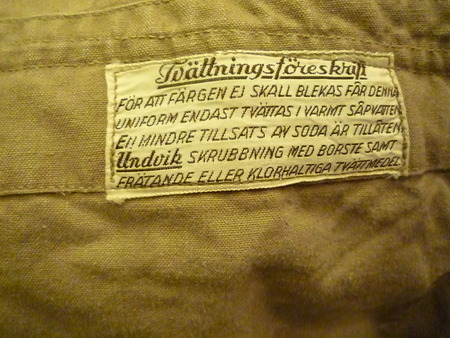 Tvättningsföreskrift
FÖR ATT FÄRGEN EJ SKALL BLEKAS FÅR DENNA
UNIFORM ENDAST TVÄTTAS I VARMT SÅPVATTEN
EN MINDRE TILLSATS AV SODA ÄR TILLÅTEN
Undvik SKRUBBNING MED BORSTE SAMT
FRÄTANDE ELLER KLORHALTIGA TVÄTTMEDEL